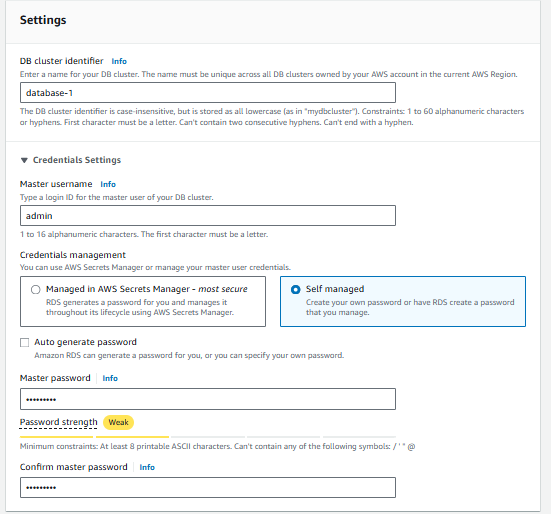 Settings
DB cluster identifier Info
Enter a name for your DB cluster. The name must be unique across all DB clusters owned by your AWS account in the current AWS Region.
database-1
The DB cluster identifier is case-insensitive, but is stored as all lowercase (as in "mydbcluster"). Constraints: 1 to 60 alphanumeric characters
or hyphens. First character must be a letter. Can't contain two consecutive hyphens. Can't end with a hyphen.
▼ Credentials Settings
Master username Info
Type a login ID for the master user of your DB cluster.
admin
1 to 16 alphanumeric characters. The first character must be a letter.
Credentials management
You can use AWS Secrets Manager or manage your master user credentials.
Managed in AWS Secrets Manager - most secure
RDS generates a password for you and manages it
throughout its lifecycle using AWS Secrets Manager.
Self managed
Create your own password or have RDS create a password
that you manage.
Auto generate password
Amazon RDS can generate a password for you, or you can specify your own password.
Master password Info
•••••••••
Password strength Weak
Minimum constraints: At least 8 printable ASCII characters. Can't contain any of the following symbols: / ' " @
Confirm master password Info
•••••••••